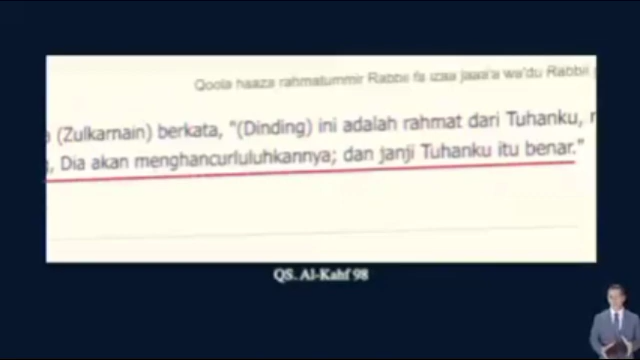 Qoola haaza rahmatummir Rabbii fa izaa jaaa'a wa'du Rabbii
(Zulkarnain) berkata, "(Dinding) ini adalah rahmat dari Tuhanku,
, Dia akan menghancurluluhkannya; dan janji Tuhanku itu benar."
QS. Al-Kahf 98